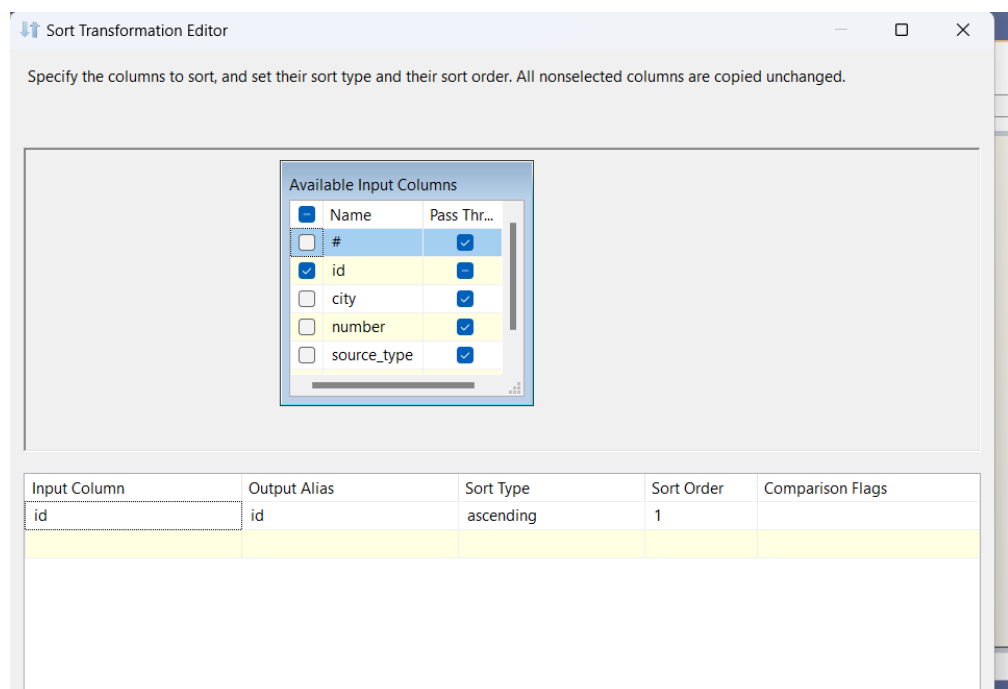 Sort Transformation Editor
Specify the columns to sort, and set their sort type and their sort order. All nonselected columns are copied unchanged.
Available Input Columns
Name Pass Thr...
#
id
city
number
source_type
Input Column Output Alias Sort Type Sort Order Comparison Flags
id id ascending 1